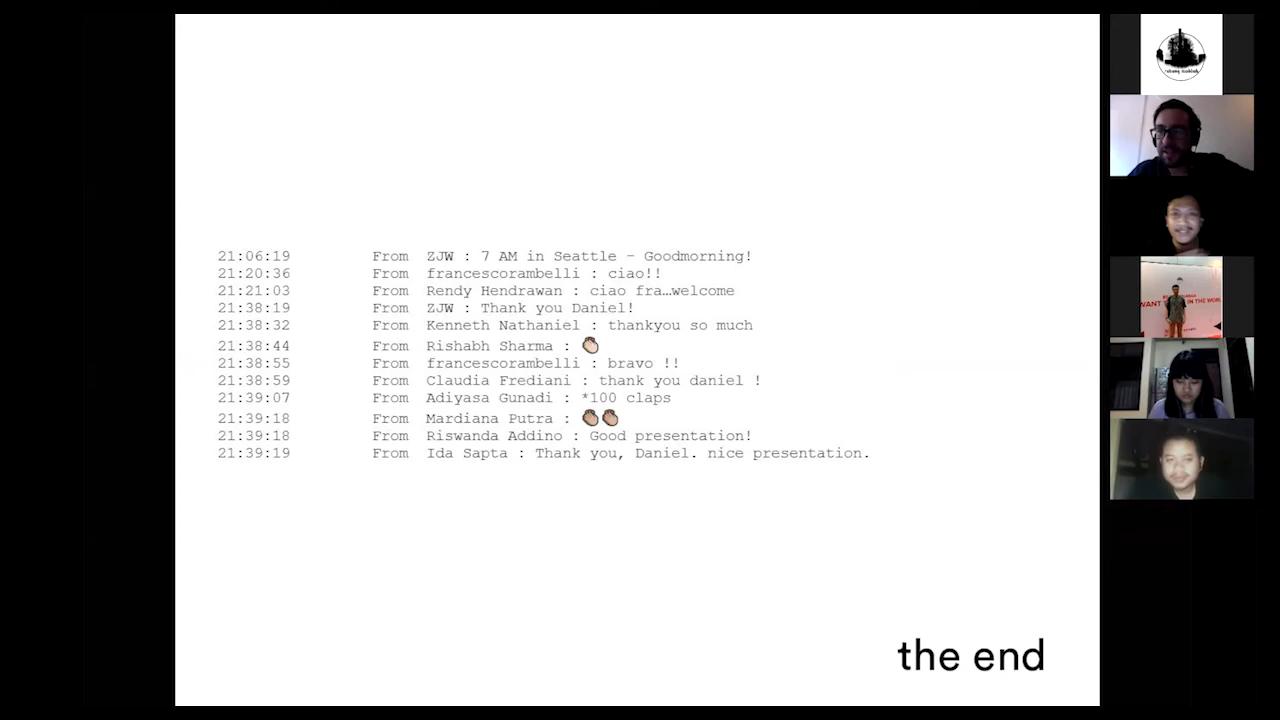 21:06:19 From ZJW : 7 AM in Seattle – Goodmorning!
21:20:36 From francescorambelli : ciao!!
21:21:03 From Rendy Hendrawan : ciao fra…welcome
21:38:19 From ZJW : Thank you Daniel!
21:38:32 From Kenneth Nathaniel : thankyou so much
21:38:44 From Rishabh Sharma : 👏🏻
21:38:55 From francescorambelli : bravo !!
21:38:59 From Claudia Frediani : thank you daniel !
21:39:07 From Adiyasa Gunadi : *100 claps
21:39:18 From Mardiana Putra : 👏🏽👏🏽
21:39:18 From Riswanda Addino : Good presentation!
21:39:19 From Ida Sapta : Thank you, Daniel. nice presentation.
the end
WANT
IN THE WORL